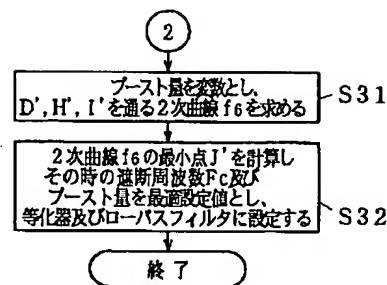 2
ブースト量を変数とし、
D',H',I'を通る2次曲線f6を求める
S31
2次曲線f6の最小点J'を計算し
その時の遮断周波数Fc及び
ブースト量を最適設定値とし、
等化器及びローパスフィルタに設定する
S32
終了